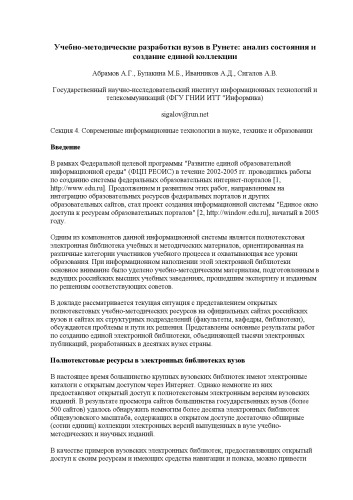 Учебно-методические разработки вузов в Рунете: анализ состояния и
создание единой коллекции
Абрамов А.Г., Булакина М.Б., Иванников А.Д., Сигалов А.В.
Государственный научно-исследовательский институт информационных технологий и
телекоммуникаций (ФГУ ГНИИ ИТТ "Информика)
sigalov@run.net
Секция 4. Современные информационные технологии в науке, технике и образовании
Введение
В рамках Федеральной целевой программы "Развитие единой образовательной
информационной среды" (ФЦП РЕОИС) в течение 2002-2005 гг. проводились работы
по созданию системы федеральных образовательных интернет-порталов [1,
http://www.edu.ru]. Продолжением и развитием этих работ, направленным на
интеграцию образовательных ресурсов федеральных порталов и других
образовательных сайтов, стал проект создания информационной системы "Единое окно
доступа к ресурсам образовательных порталов" [2, http://window.edu.ru], начатый в 2005
году.
Одним из компонентов данной информационной системы является полнотекстовая
электронная библиотека учебных и методических материалов, ориентированная на
различные категории участников учебного процесса и охватывающая все уровни
образования. При информационном наполнении этой электронной библиотеки
основное внимание было уделено учебно-методическим материалам, подготовленным в
ведущих российских высших учебных заведениях, прошедшим экспертизу и изданным
по решениям соответствующих советов.
В докладе рассматривается текущая ситуация с представлением открытых
полнотекстовых учебно-методических ресурсов на официальных сайтах российских
вузов и сайтах их структурных подразделений (факультеты, кафедры, библиотеки),
обсуждаются проблемы и пути их решения. Представлены основные результаты работ
по созданию единой электронной библиотеки, объединяющей тысячи электронных
публикаций, разработанных в десятках вузах страны.
Полнотекстовые ресурсы в электронных библиотеках вузов
В настоящее время большинство крупных вузовских библиотек имеют электронные
каталоги с открытым доступом через Интернет. Однако немногие из них
предоставляют открытый доступ к полнотекстовым электронным версиям вузовских
изданий. В результате просмотра сайтов большинства государственных вузов (более
500 сайтов) удалось обнаружить немногим более десятка электронных библиотек
общевузовского масштаба, содержащих в открытом доступе достаточно обширные
(сотни единиц) коллекции электронных версий выпущенных в вузе учебно-
методических и научных изданий.
В качестве примеров вузовских электронных библиотек, предоставляющих открытый
доступ к своим ресурсам и имеющих средства навигации и поиска, можно привести